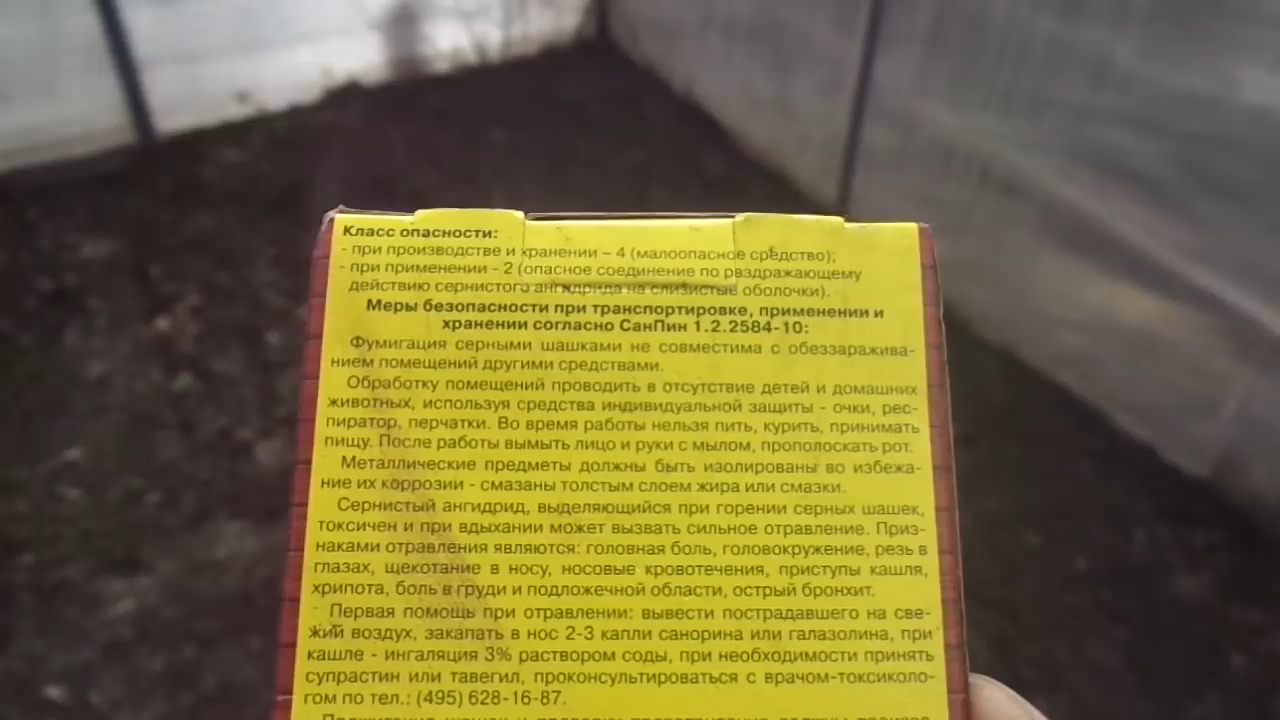 Класс опасности:
- при производстве и хранении – 4 (малоопасное средство);
- при применении - 2 (опасное соединение по раздражающему
действию сернистого ангидрида на слизистые оболочки).
Меры безопасности при транспортировке, применении и
хранении согласно СанПин 1.2.2584-10:
Фумигация серными шашками не совместима с обеззаражива-
нием помещений другими средствами.
Обработку помещений проводить в отсутствие детей и домашних
животных, используя средства индивидуальной защиты - очки, рес-
пиратор, перчатки. Во время работы нельзя пить, курить, принимать
пищу. После работы вымыть лицо и руки с мылом, прополоскать рот.
Металлические предметы должны быть изолированы во избежа-
ние их коррозии - смазаны толстым слоем жира или смазки.
Сернистый ангидрид, выделяющийся при горении серных шашек,
токсичен и при вдыхании может вызвать сильное отравление. Приз-
наками отравления являются: головная боль, головокружение, резь в
глазах, щекотание в носу, носовые кровотечения, приступы кашля,
хрипота, боль в груди и подложечной области, острый бронхит.
Первая помощь при отравлении: вывести пострадавшего на све-
жий воздух, закапать в нос 2-3 капли санорина или галазолина, при
кашле - ингаляция 3% раствором соды, при необходимости принять
супрастин или тавегил, проконсультироваться с врачом-токсиколо-
гом по тел.: (495) 628-16-87.